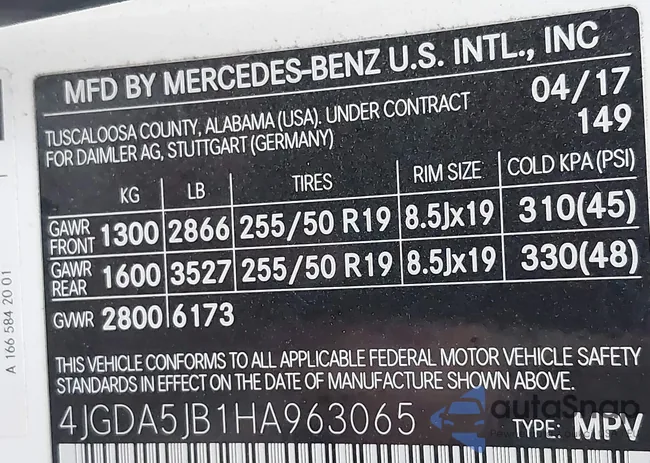 MFD BY MERCEDES-BENZ U.S. INTL., INC
TUSCALOOSA COUNTY, ALABAMA (USA). UNDER CONTRACT 04/17
FOR DAIMLER AG, STUTTGART (GERMANY) 149
KG LB TIRES RIM SIZE COLD KPA (PSI)
GAWR FRONT 1300 2866 255/50 R19 8.5Jx19 310(45)
GAWR REAR 1600 3527 255/50 R19 8.5Jx19 330(48)
GVWR 2800 6173
THIS VEHICLE CONFORMS TO ALL APPLICABLE FEDERAL MOTOR VEHICLE SAFETY
STANDARDS IN EFFECT ON THE DATE OF MANUFACTURE SHOWN ABOVE.
4JGDA5JB1HA963065 TYPE: MPV
autoSnap
A 166 584 20 01